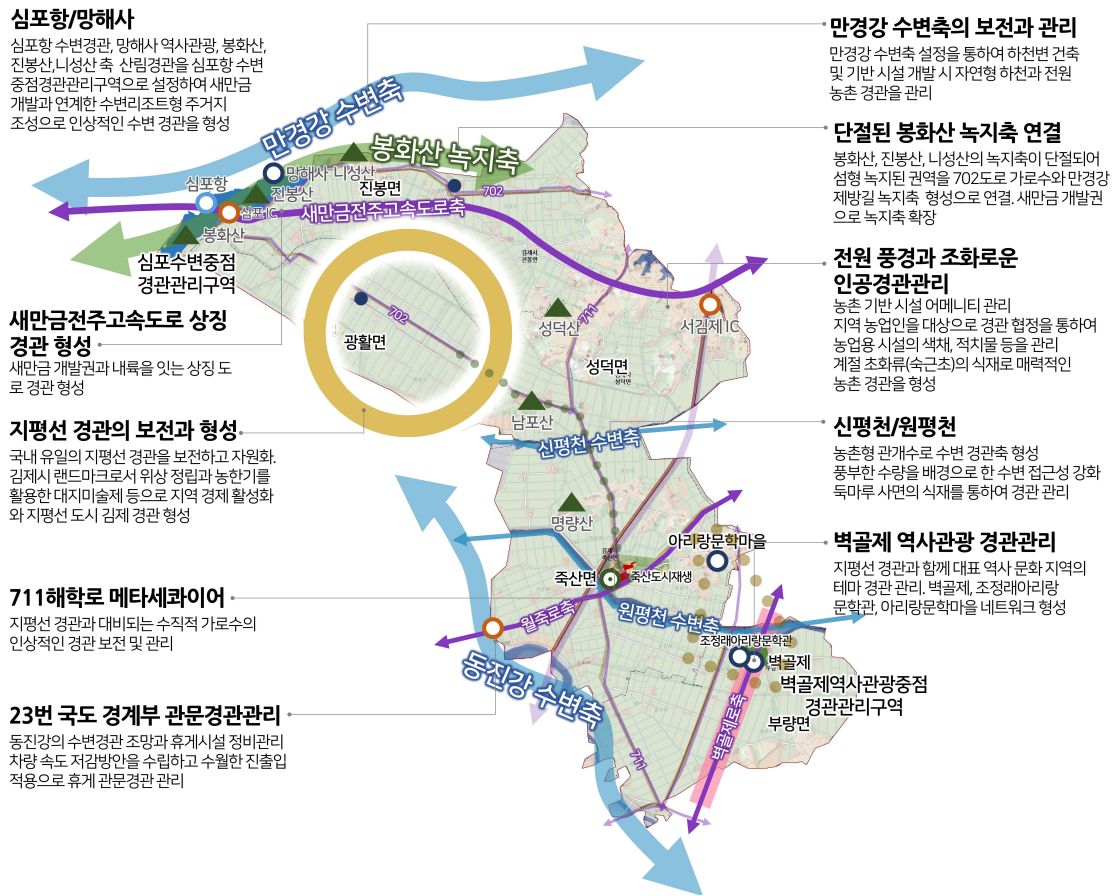 심포항/망해사
심포항 수변경관, 망해사 역사관광, 봉화산,
진봉산,니성산 축  산림경관을 심포항 수변
중점경관관리구역으로 설정하여 새만금
개발과 연계한 수변리조트형 주거지
조성으로 인상적인 수변 경관을 형성
만경강 수변축의 보전과 관리
만경강 수변축 설정을 통하여 하천변 건축
및 기반 시설 개발 시 자연형 하천과 전원
농촌 경관을 관리
단절된 봉화산 녹지축 연결
봉화산, 진봉산, 니성산의 녹지축이 단절되어
섬형 녹지된 권역을 702도로 가로수와 만경강
제방길 녹지축  형성으로 연결. 새만금 개발권
으로 녹지축 확장
전원 풍경과 조화로운
인공경관관리
농촌 기반 시설 어메니티 관리
지역 농업인을 대상으로 경관 협정을 통하여
농업용 시설의 색채, 적치물 등을 관리
계절 초화류(숙근초)의 식재로 매력적인
농촌 경관을 형성
신평천/원평천
농촌형 관개수로 수변 경관축 형성
풍부한 수량을 배경으로 한 수변 접근성 강화
둑마루 사면의 식재를 통하여 경관 관리
벽골제 역사관광 경관관리
지평선 경관과 함께 대표 역사 문화 지역의
테마 경관 관리. 벽골제, 조정래아리랑
문학관, 아리랑문학마을 네트워크 형성
새만금전주고속도로 상징
경관 형성
새만금 개발권과 내륙을 잇는 상징 도
로 경관 형성
지평선 경관의 보전과 형성
국내 유일의 지평선 경관을 보전하고 자원화.
김제시 랜드마크로서 위상 정립과 농한기를
활용한 대지미술제 등으로 지역 경제 활성화
와 지평선 도시 김제 경관 형성
711해학로 메타세콰이어
지평선 경관과 대비되는 수직적 가로수의
인상적인 경관 보전 및 관리
23번 국도 경계부 관문경관관리
동진강의 수변경관 조망과 휴게시설 정비관리
차량 속도 저감방안을 수립하고 수월한 진출입
적용으로 휴게 관문경관 관리
만경강 수변축
봉화산 녹지축
망해사 니성산
진봉면
702
심포항
진봉산
심포IC
새만금전주고속도로축
봉화산
심포수변중점
경관관리구역
702
광활면
711
성덕산
서김제IC
성덕면
남포산
신평천 수변축
명량산
아리랑문학마을
죽산면
죽산도시재생
월죽로축
원평천 수변축
조정래아리랑문학관
벽골제
벽골제역사관광중점
경관관리구역
부량면
동진강 수변축
벽골제로축
711